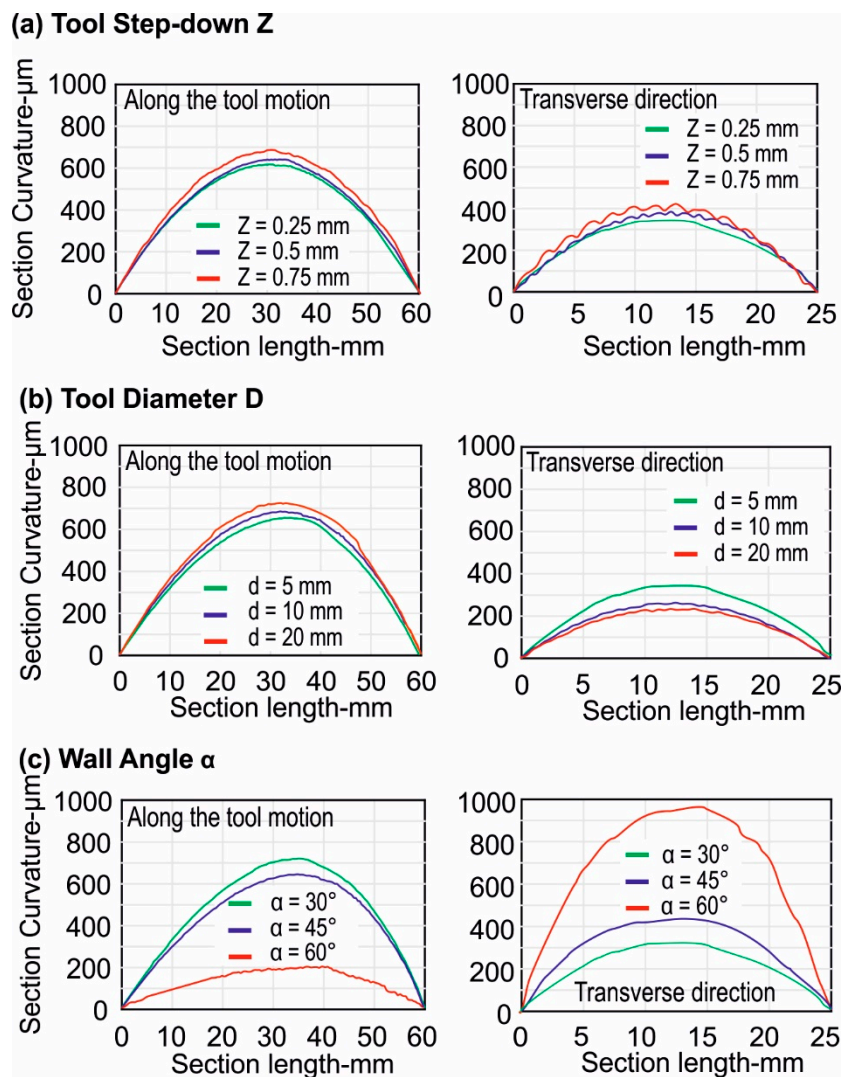 (a) Tool Step-down Z
Section Curvature-µm
1000
800
600
400
200
0
Along the tool motion
Z = 0.25 mm
Z = 0.5 mm
Z = 0.75 mm
0 10 20 30 40 50 60
Section length-mm
1000
800
600
400
200
0
Transverse direction
Z = 0.25 mm
Z = 0.5 mm
Z = 0.75 mm
0 5 10 15 20 25
Section length-mm
(b) Tool Diameter D
Section Curvature-µm
1000
800
600
400
200
0
Along the tool motion
d = 5 mm
d = 10 mm
d = 20 mm
0 10 20 30 40 50 60
Section length-mm
1000
800
600
400
200
0
Transverse direction
d = 5 mm
d = 10 mm
d = 20 mm
0 5 10 15 20 25
Section length-mm
(c) Wall Angle α
Section Curvature-µm
1000
800
600
400
200
0
Along the tool motion
α = 30°
α = 45°
α = 60°
0 10 20 30 40 50 60
Section length-mm
1000
800
600
400
200
0
α = 30°
α = 45°
α = 60°
Transverse direction
0 5 10 15 20 25
Section length-mm